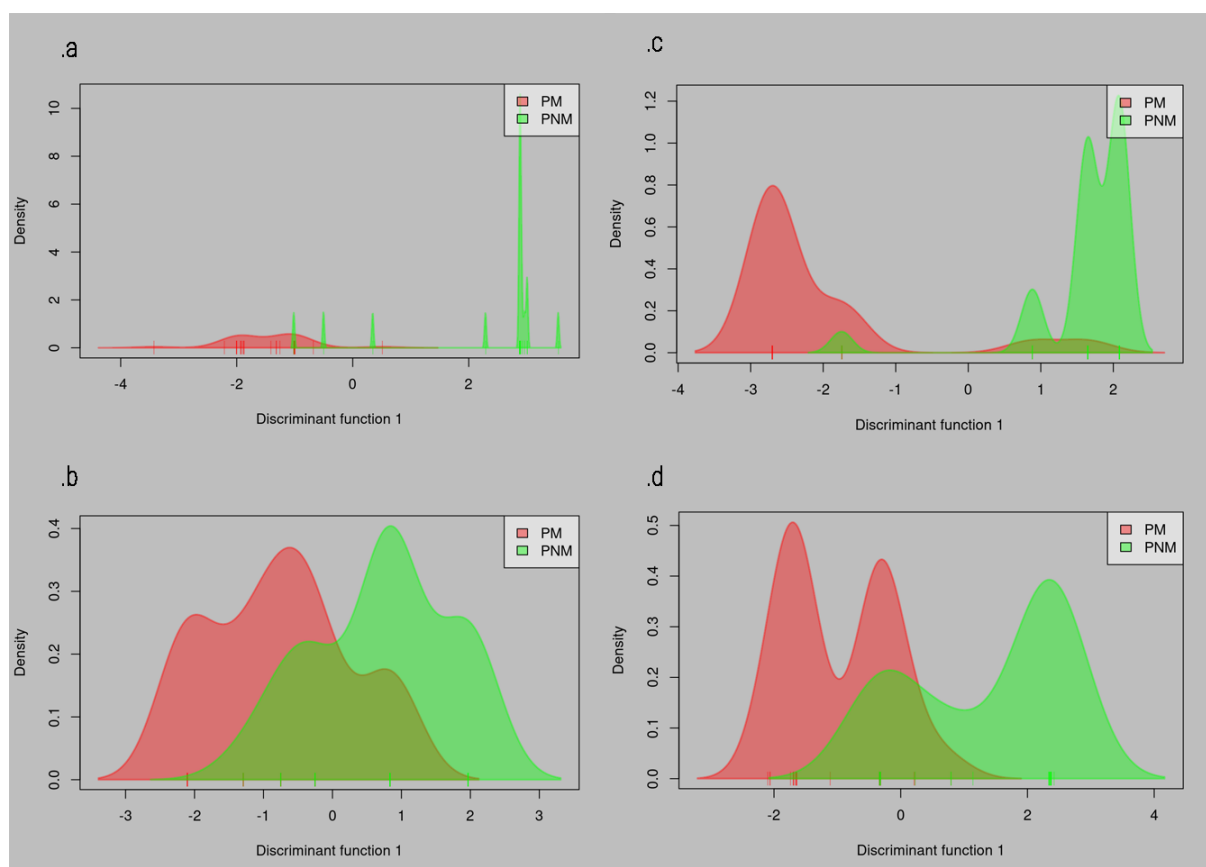 .a
PM
PNM
10
8
6
4
2
0
Density
-4
-2
0
2
Discriminant function 1
.c
PM
PNM
1.2
1.0
0.8
0.6
0.4
0.2
0.0
Density
-4
-3
-2
-1
0
1
2
Discriminant function 1
.b
PM
PNM
0.4
0.3
0.2
0.1
0.0
Density
-3
-2
-1
0
1
2
3
Discriminant function 1
.d
PM
PNM
0.5
0.4
0.3
0.2
0.1
0.0
Density
-2
0
2
4
Discriminant function 1